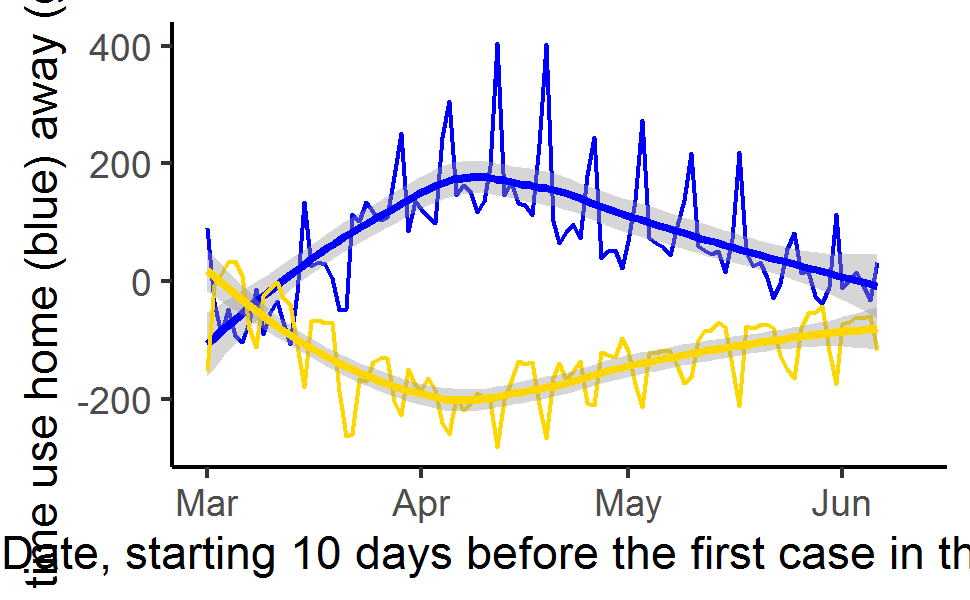 time use home (blue) away (g
400
200
0
-200
Mar Apr May Jun
Date, starting 10 days before the first case in th